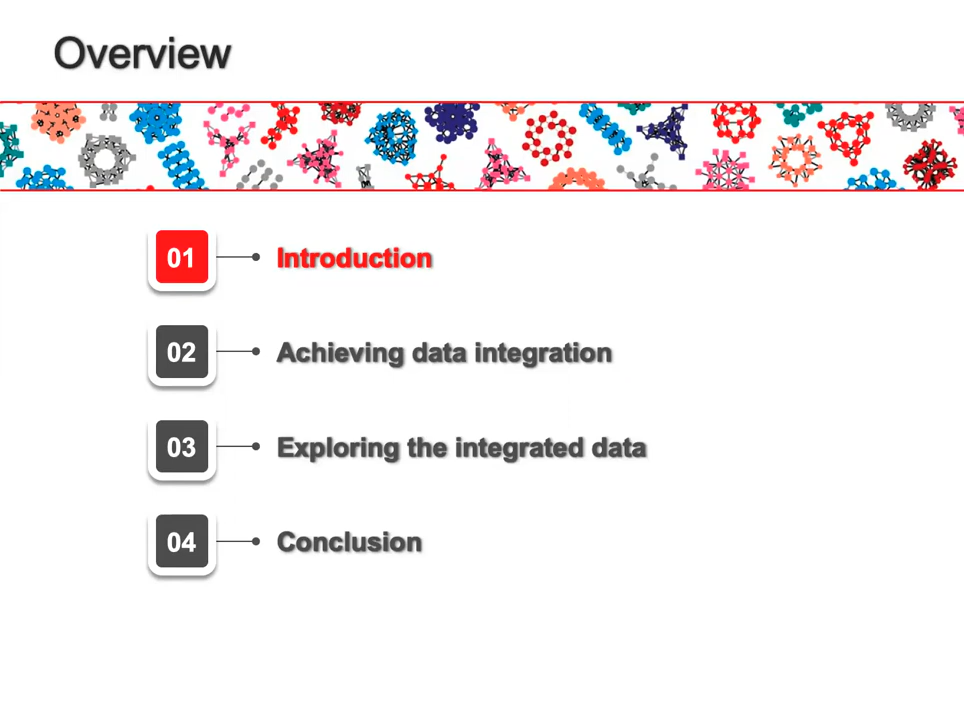 Overview
01
Introduction
02
Achieving data integration
03
Exploring the integrated data
04
Conclusion